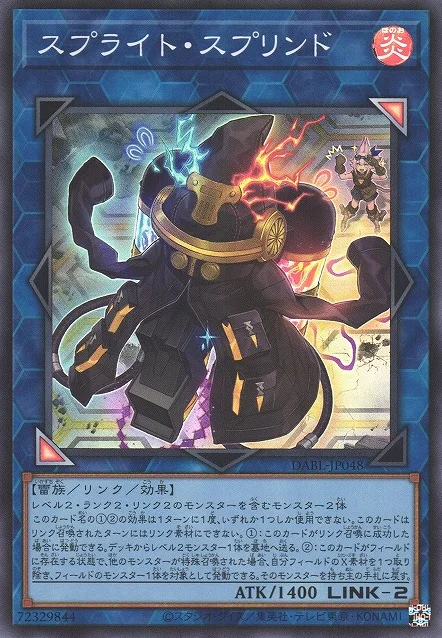 スプライト・スプリンド
炎
ほのお
DABL-JP048
【雷族／リンク／効果】
レベル2・ランク2・リンク2のモンスターを含むモンスター2体
このカード名の①②の効果は1ターンに1度、いずれか1つしか使用できない。このカードは
リンク召喚されたターンにはリンク素材にできない。①：このカードがリンク召喚に成功した
場合に発動できる。デッキからレベル2モンスター1体を墓地へ送る。②：このカードがフィールド
に存在する状態で、他のモンスターが特殊召喚された場合、自分フィールドのX素材を1つ取り
除き、フィールドのモンスター1体を対象として発動できる。そのモンスターを持ち主の手札に戻す。
ATK/1400 LINK-2
72329844 ©スタジオ・ダイス/集英社・テレビ東京・KONAMI